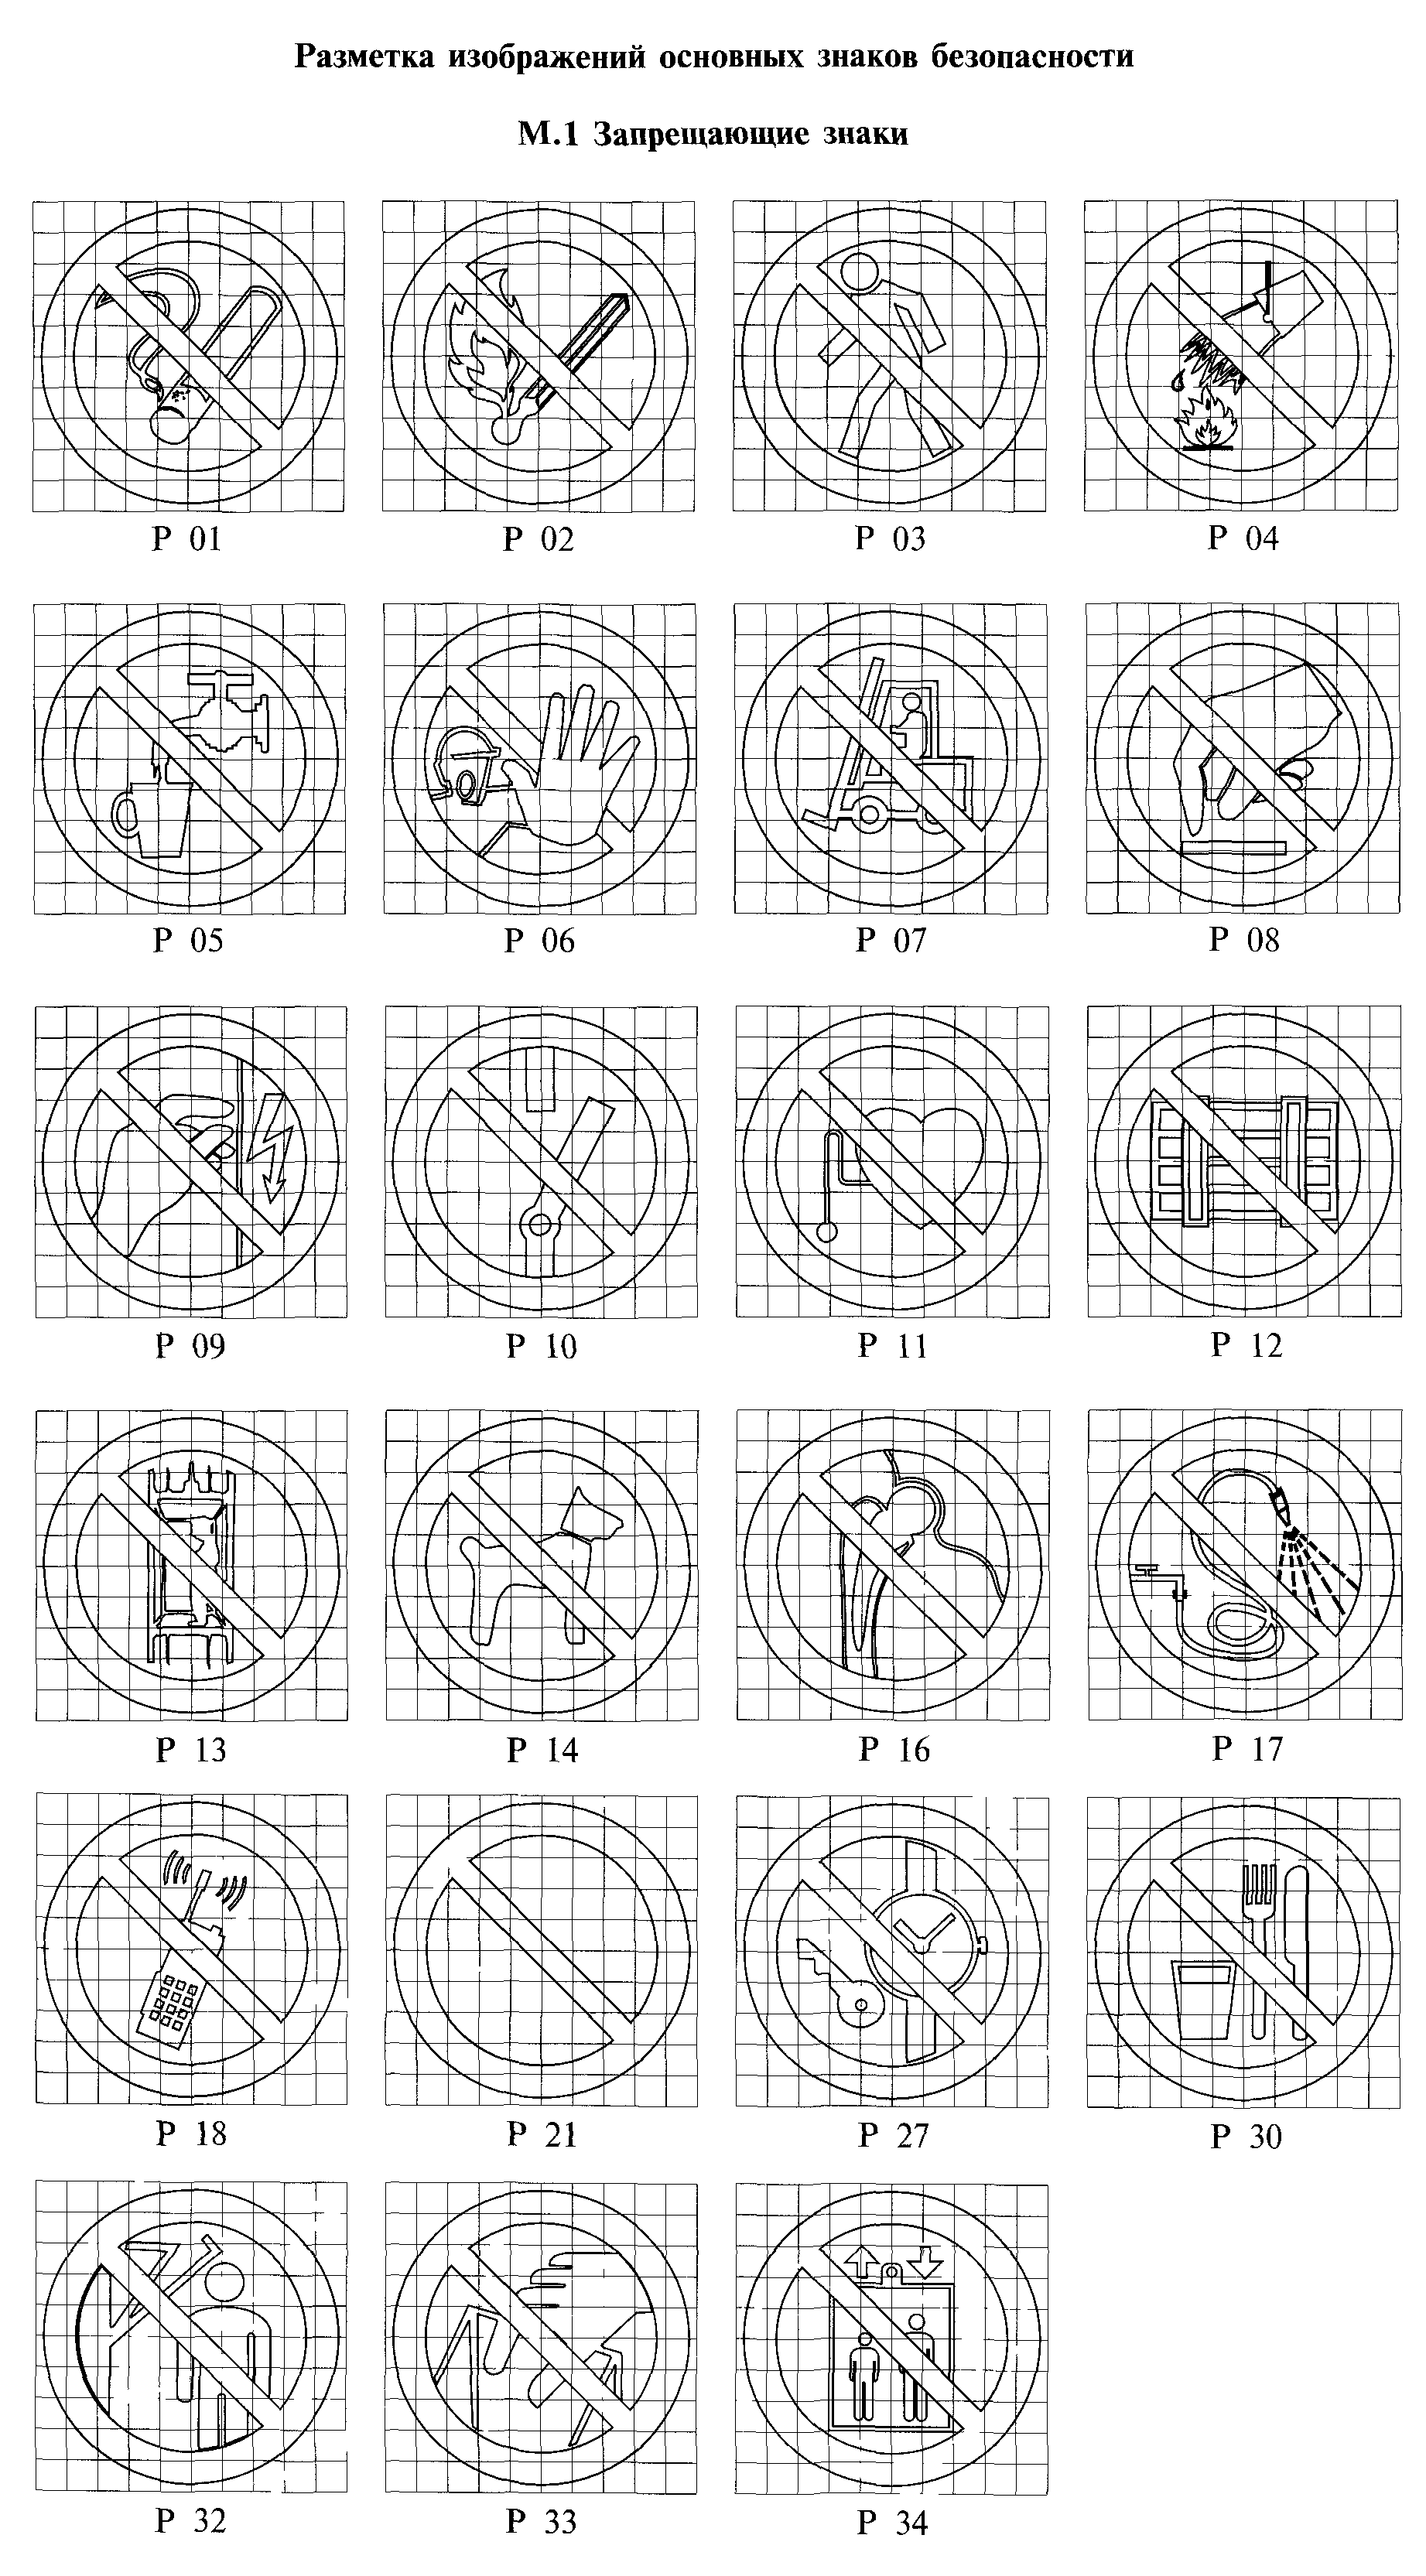 Разметка изображений основных знаков безопасности
М.1 Запрещающие знаки
Р 01
Р 02
Р 03
Р 04
Р 05
Р 06
Р 07
Р 08
Р 09
Р 10
Р 11
Р 12
Р 13
Р 14
Р 16
Р 17
Р 18
Р 21
Р 27
Р 30
Р 32
Р 33
Р 34